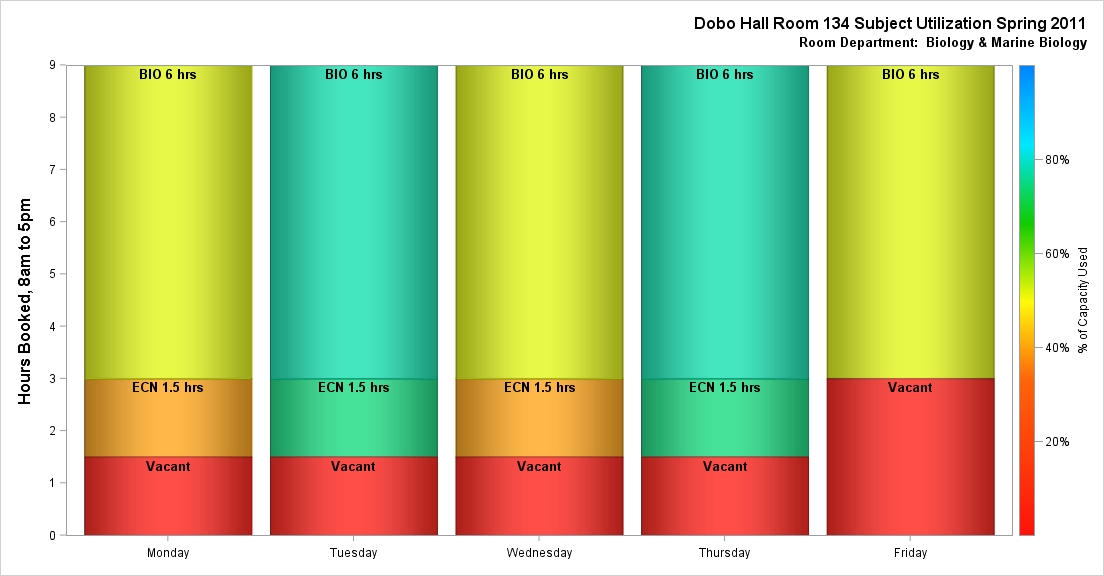 Dobo Hall Room 134 Subject Utilization Spring 2011
Room Department:  Biology & Marine Biology
Hours Booked, 8am to 5pm
9
8
7
6
5
4
3
2
1
0
BIO 6 hrs
ECN 1.5 hrs
Vacant
BIO 6 hrs
ECN 1.5 hrs
Vacant
BIO 6 hrs
ECN 1.5 hrs
Vacant
BIO 6 hrs
ECN 1.5 hrs
Vacant
BIO 6 hrs
Vacant
Monday
Tuesday
Wednesday
Thursday
Friday
80%
60%
40%
20%
% of Capacity Used